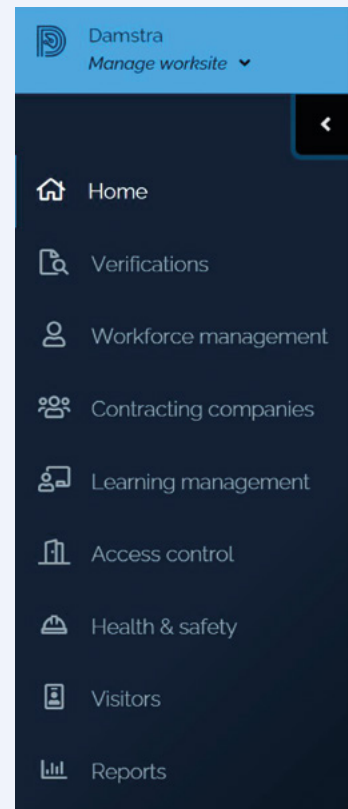 Damstra
Manage worksite
Home
Verifications
Workforce management
Contracting companies
Learning management
Access control
Health & safety
Visitors
Reports